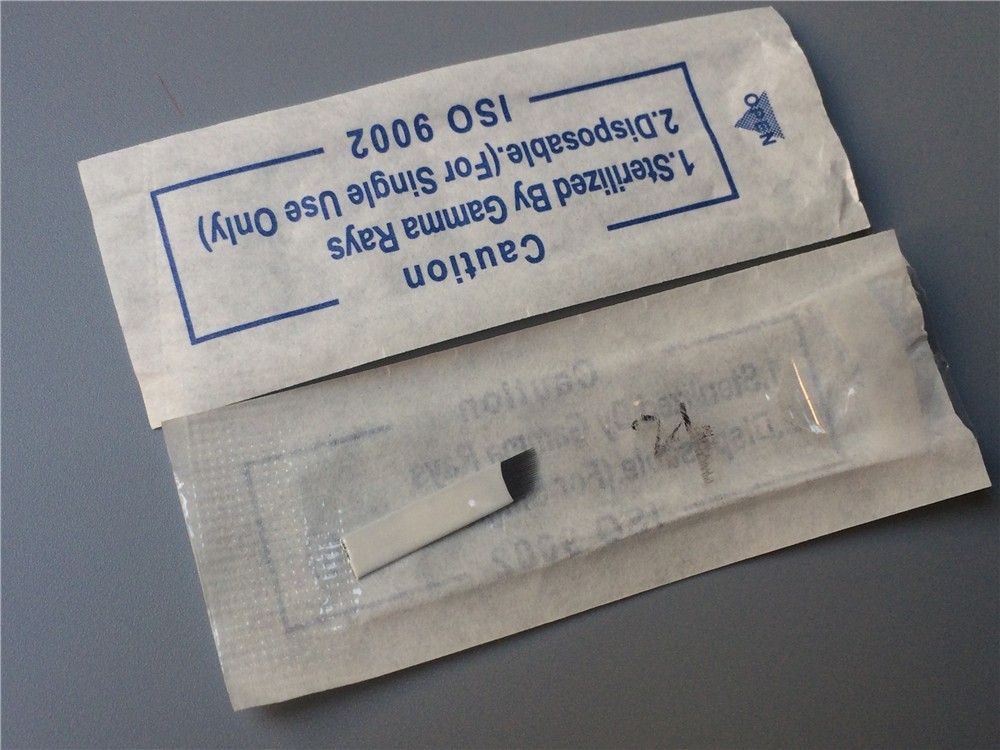 Caution
1.Sterilized By Gamma Rays
2.Disposable.(For Single Use Only)
ISO 9002
OPEN
24